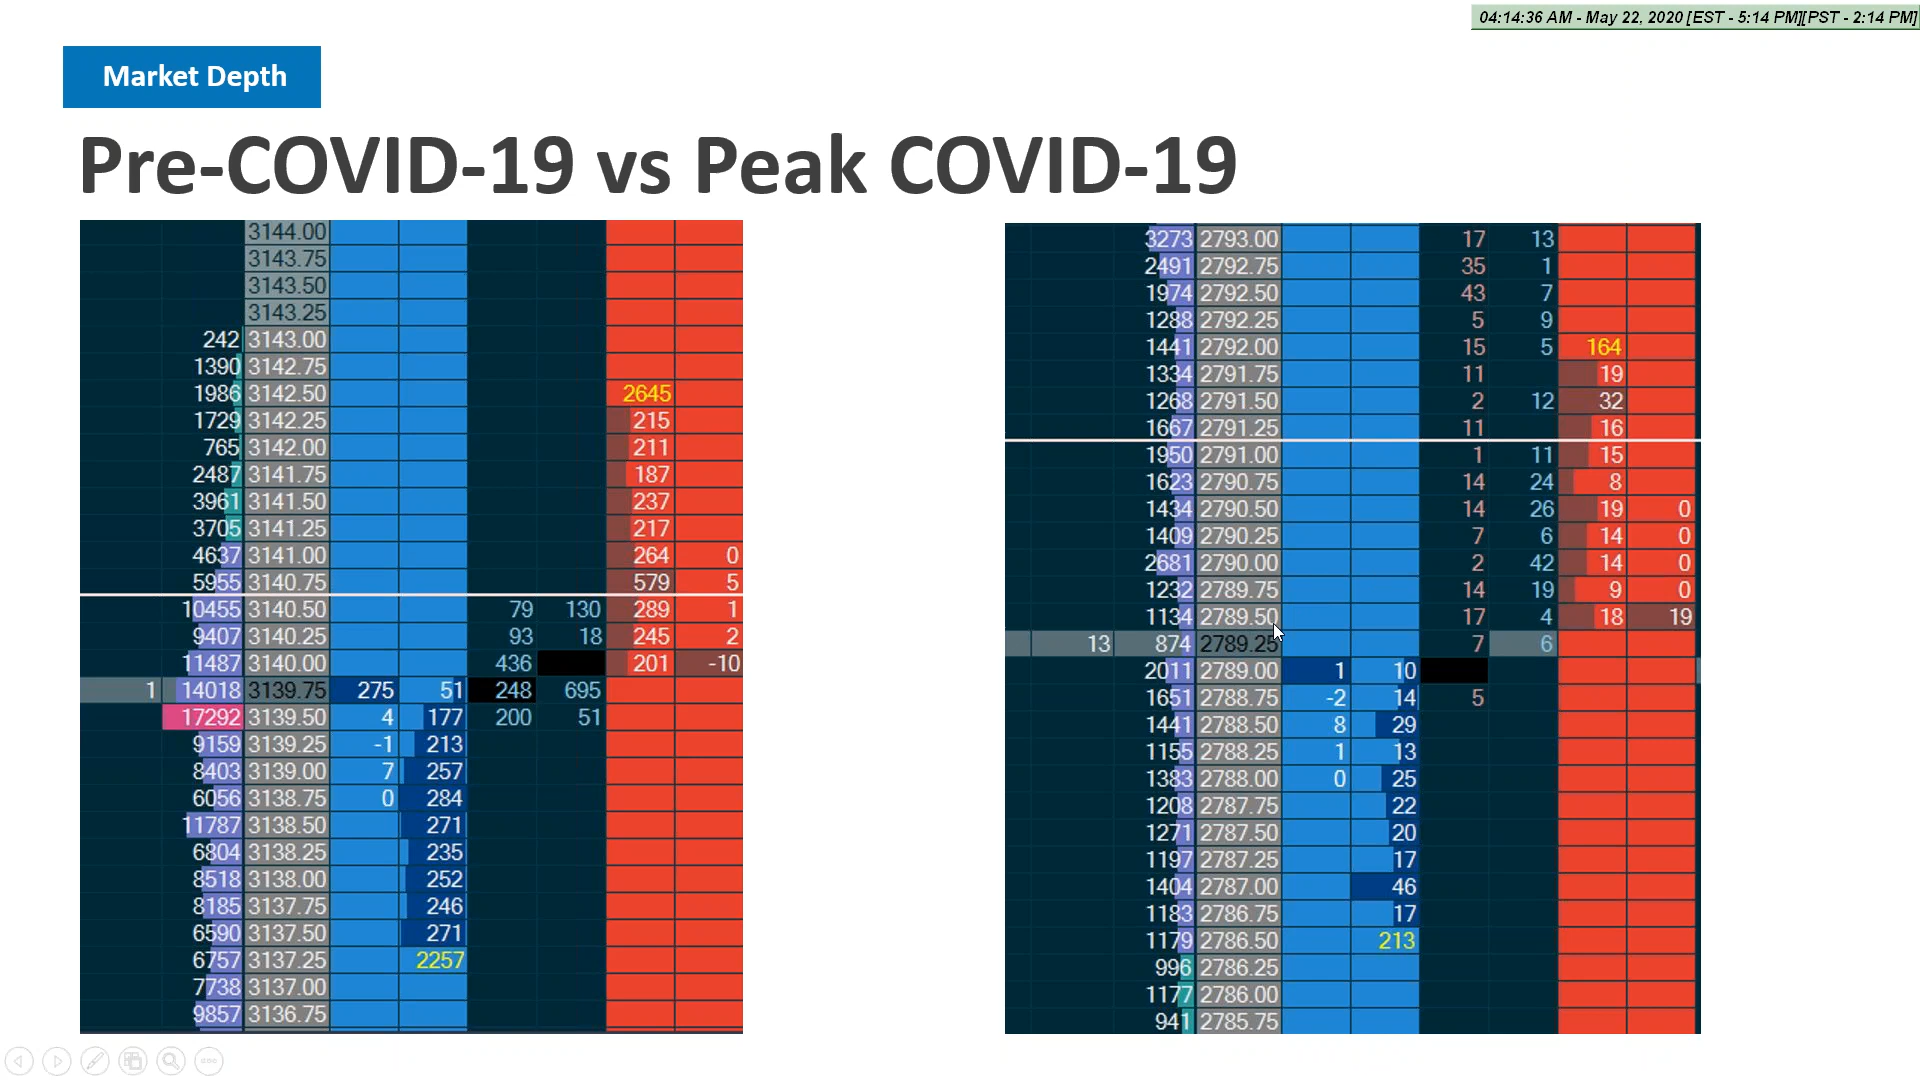 04:14:36 AM - May 22, 2020 [EST - 5:14 PM][PST - 2:14 PM]
Market Depth
Pre-COVID-19 vs Peak COVID-19
3144.00
3143.75
3143.50
3143.25
242 3143.00
1390 3142.75
1986 3142.50 2645
1729 3142.25 215
765 3142.00 211
2487 3141.75 187
3961 3141.50 237
3705 3141.25 217
4637 3141.00 264 0
5955 3140.75 579 5
10455 3140.50 79 130 289 1
9407 3140.25 93 18 245 2
11487 3140.00 436 201 -10
1 14018 3139.75 275 51 248 695
17292 3139.50 4 177 200 51
9159 3139.25 -1 213
8403 3139.00 7 257
6056 3138.75 0 284
11787 3138.50 271
6804 3138.25 235
8518 3138.00 252
8185 3137.75 246
6590 3137.50 271
6757 3137.25 2257
7738 3137.00
9857 3136.75
3273 2793.00 17 13
2491 2792.75 35 1
1974 2792.50 43 7
1288 2792.25 5 9
1441 2792.00 15 5 164
1334 2791.75 11 19
1268 2791.50 2 12 32
1667 2791.25 11 16
1950 2791.00 1 11 15
1623 2790.75 14 24 8
1434 2790.50 14 26 19 0
1409 2790.25 7 6 14 0
2681 2790.00 2 42 14 0
1232 2789.75 14 19 9 0
1134 2789.50 17 4 18 19
13 874 2789.25 7 6
2011 2789.00 1 10
1651 2788.75 -2 14 5
1441 2788.50 8 29
1155 2788.25 1 13
1383 2788.00 0 25
1208 2787.75 22
1271 2787.50 20
1197 2787.25 17
1404 2787.00 46
1183 2786.75 17
1179 2786.50 213
996 2786.25
1177 2786.00
941 2785.75